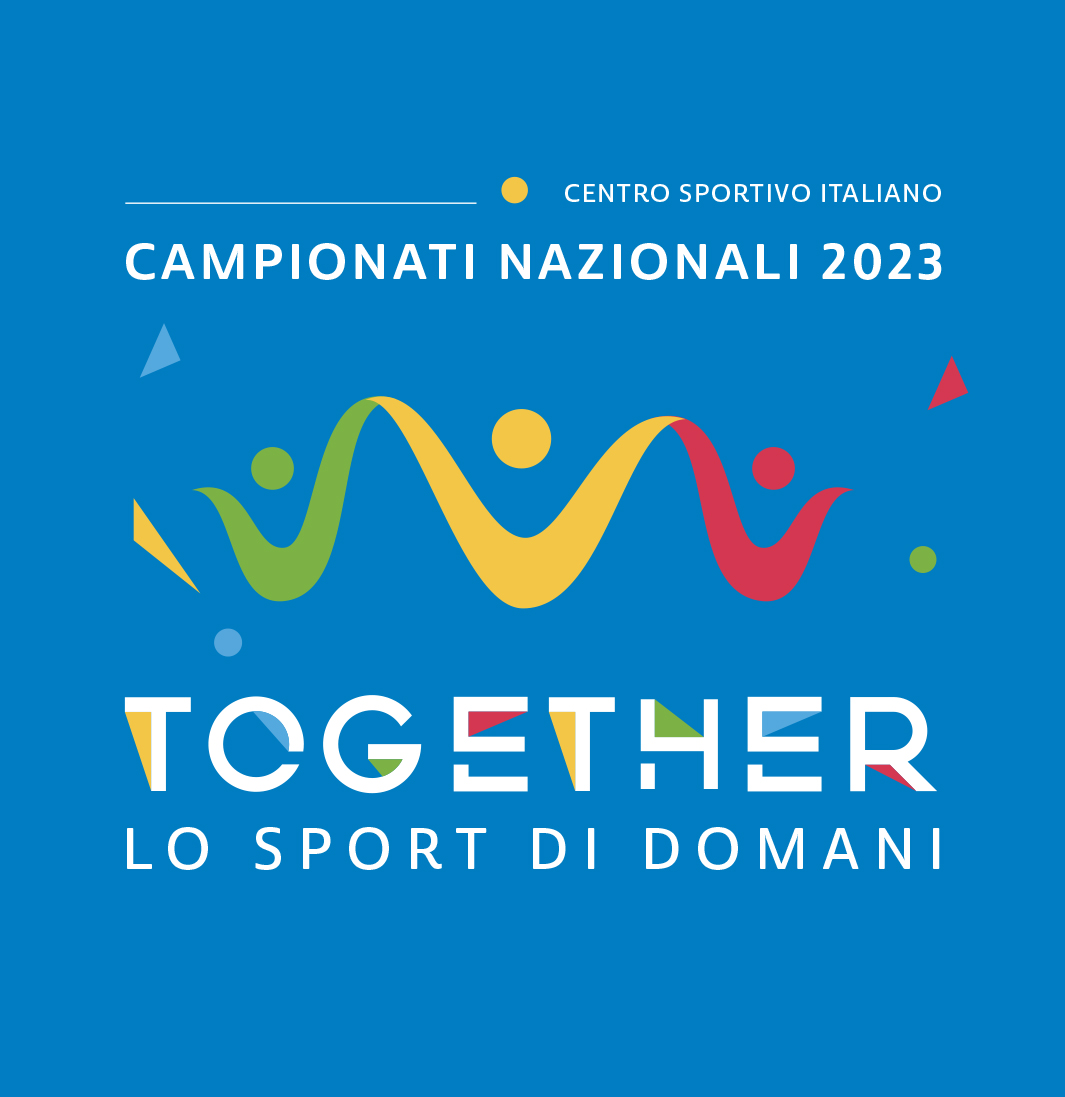 CENTRO SPORTIVO ITALIANO
CAMPIONATI NAZIONALI 2023
TOGETHER
LO SPORT DI DOMANI